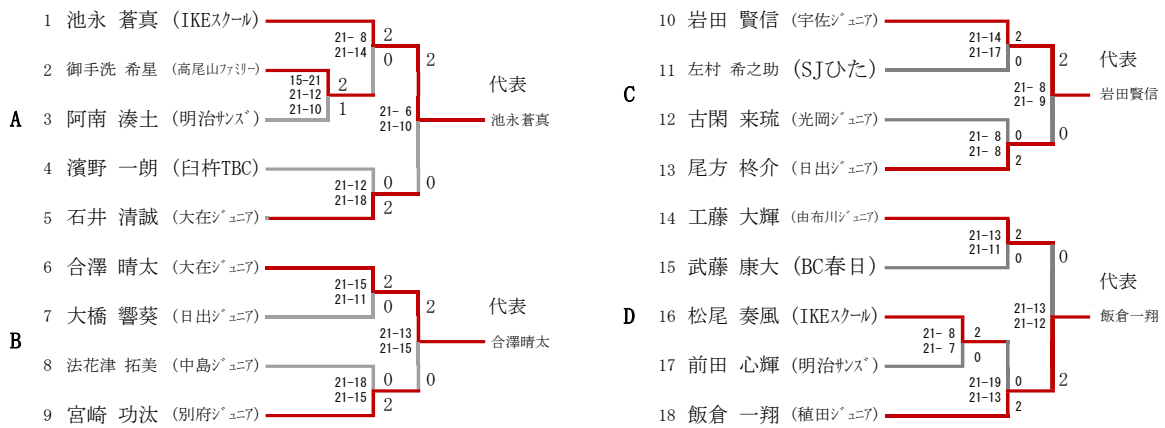 A
1 池永 蒼真 (IKEｽｸｰﾙ)
2 御手洗 希星 (高尾山ﾌｧﾐﾘｰ)
3 阿南 湊土 (明治ｻﾝｽﾞ)
4 濱野 一朗 (臼杵TBC)
5 石井 清誠 (大在ｼﾞｭﾆｱ)
21- 8
21-14
2
0
15-21
21-12
21-10
2
1
21-12
21-18
0
2
21- 6
21-10
2
0
代表
池永蒼真
B
6 合澤 晴太 (大在ｼﾞｭﾆｱ)
7 大橋 響葵 (日出ｼﾞｭﾆｱ)
8 法花津 拓美 (中島ｼﾞｭﾆｱ)
9 宮崎 功汰 (別府ｼﾞｭﾆｱ)
21-15
21-11
2
0
21-18
21-15
0
2
21-13
21-15
2
0
代表
合澤晴太
C
10 岩田 賢信 (宇佐ｼﾞｭﾆｱ)
11 左村 希之助 (SJひた)
12 古閑 来琉 (光岡ｼﾞｭﾆｱ)
13 尾方 柊介 (日出ｼﾞｭﾆｱ)
21-14
21-17
2
0
21- 8
21- 8
0
2
21- 8
21- 9
2
0
代表
岩田賢信
D
14 工藤 大輝 (由布川ｼﾞｭﾆｱ)
15 武藤 康大 (BC春日)
16 松尾 奏風 (IKEｽｸｰﾙ)
17 前田 心輝 (明治ｻﾝｽﾞ)
18 飯倉 一翔 (稙田ｼﾞｭﾆｱ)
21-13
21-11
2
0
21- 8
21- 7
2
0
21-19
21-13
0
2
21-13
21-12
0
2
代表
飯倉一翔